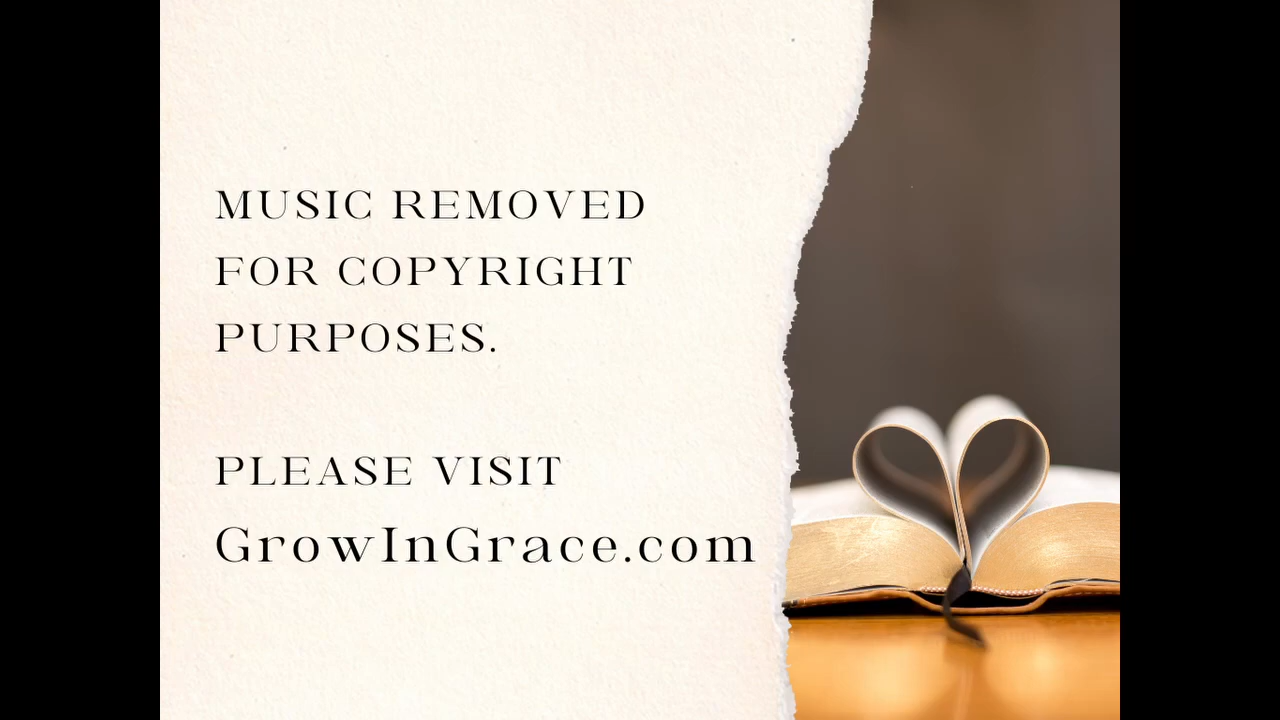 MUSIC REMOVED
FOR COPYRIGHT
PURPOSES.
PLEASE VISIT
GrowInGrace.com